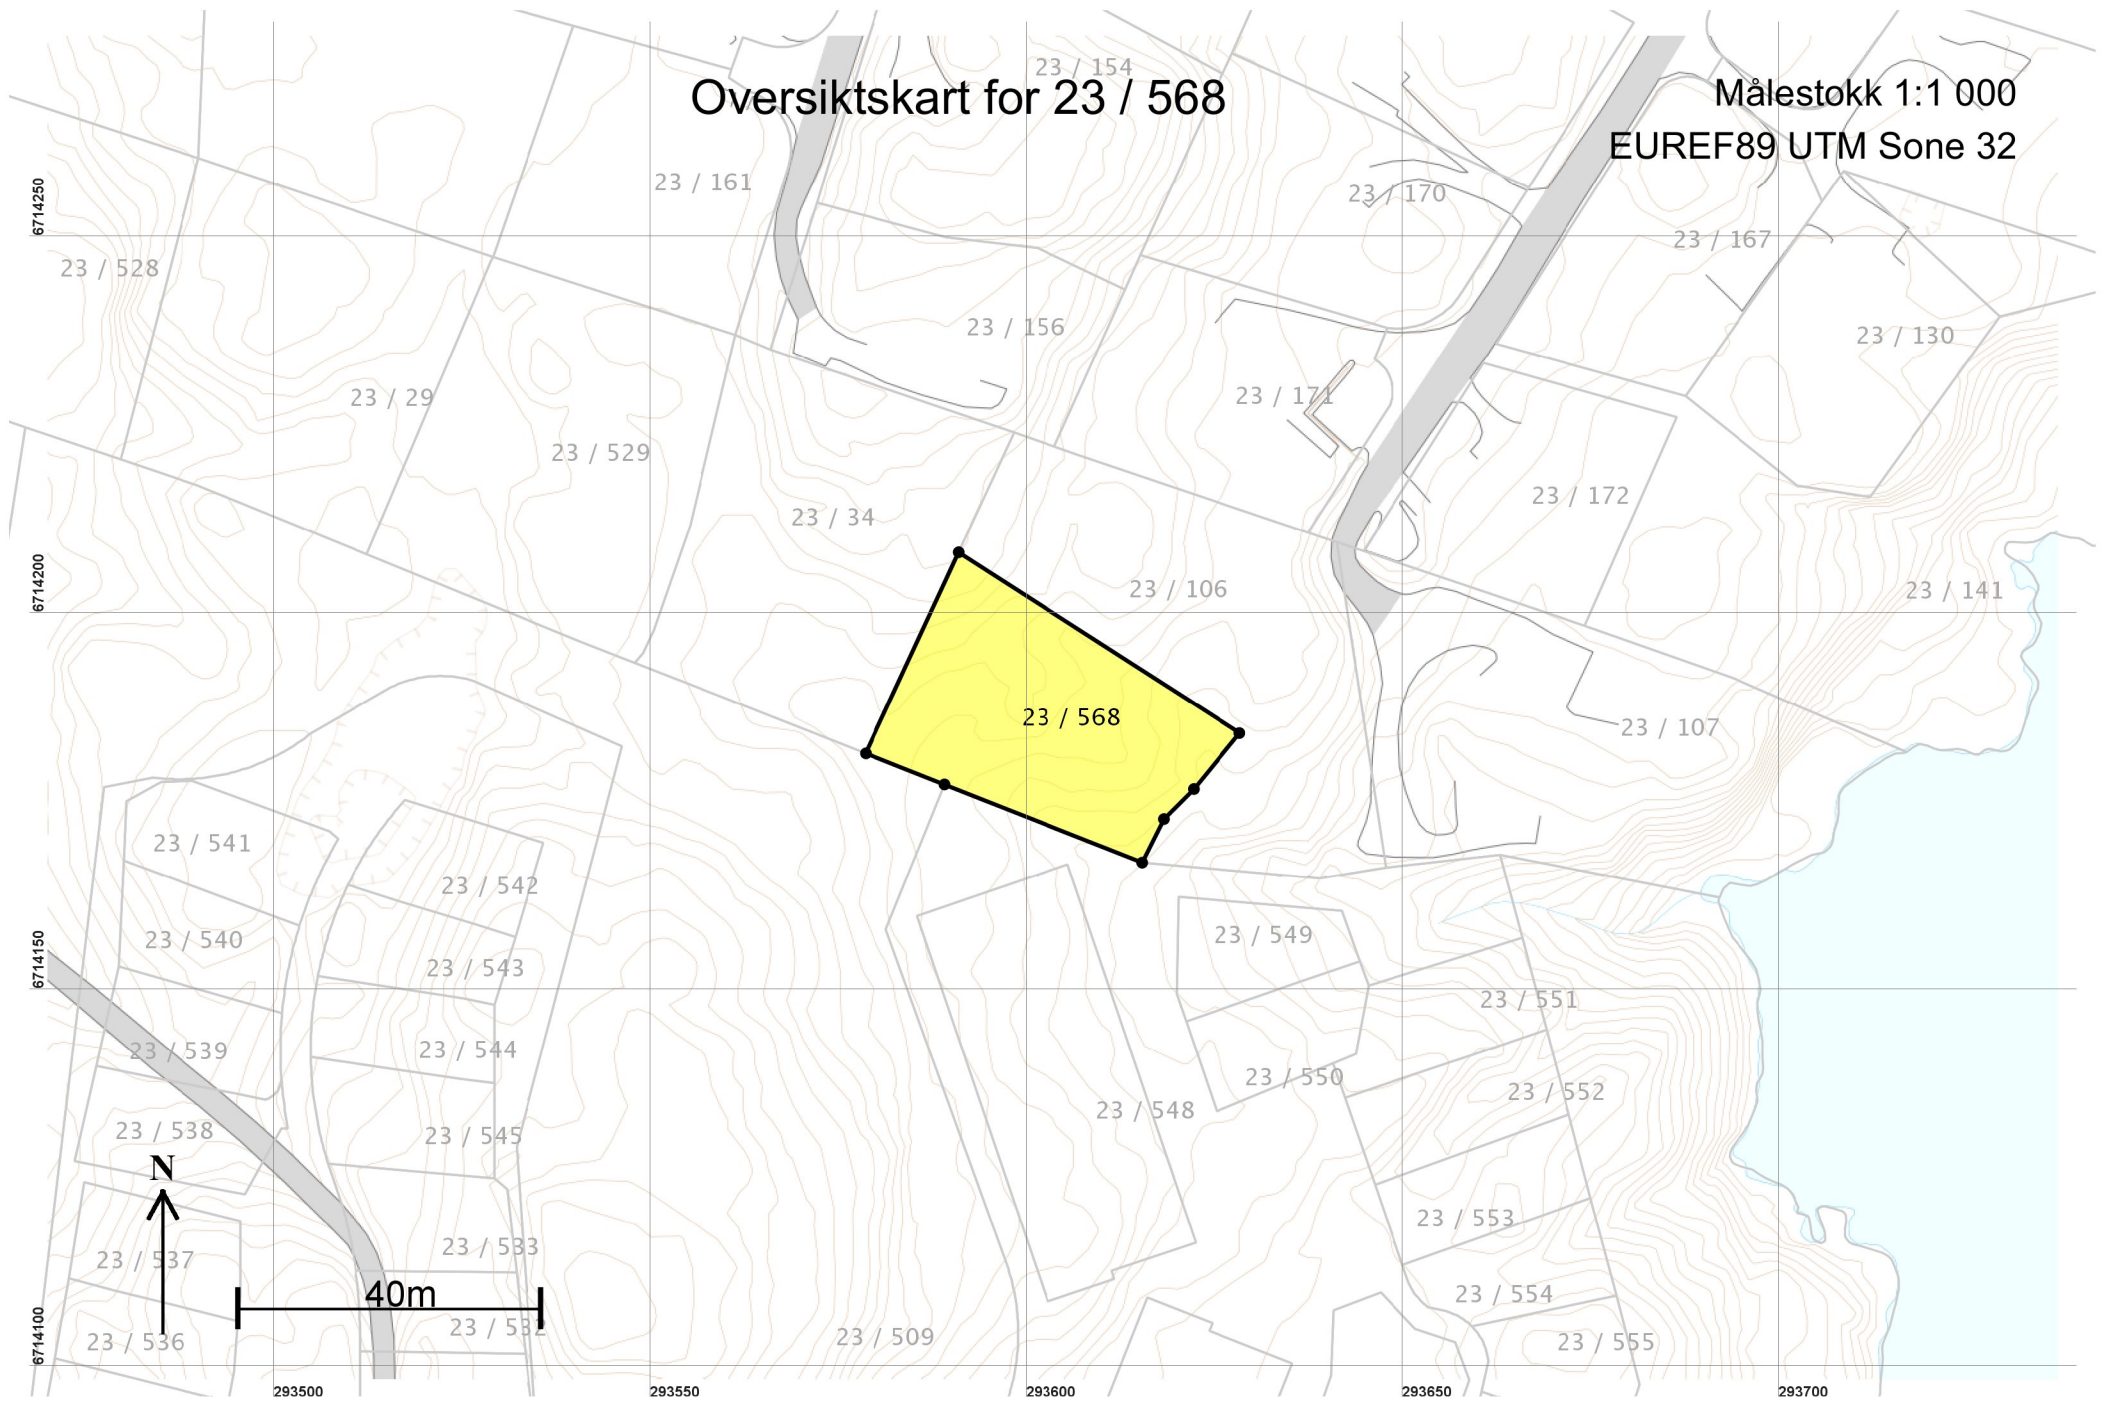 Oversiktskart for 23 / 568
Målestokk 1:1 000
EUREF89 UTM Sone 32
23 / 154
23 / 161
23 / 170
6714250
23 / 167
23 / 528
23 / 156
23 / 130
23 / 29
23 / 171
23 / 529
23 / 172
23 / 34
6714200
23 / 106
23 / 141
23 / 568
23 / 107
23 / 541
23 / 542
23 / 549
23 / 540
6714150
23 / 543
23 / 551
23 / 539
23 / 544
23 / 550
23 / 552
23 / 548
23 / 538
23 / 545
N
23 / 553
23 / 533
23 / 537
40m
23 / 554
23 / 532
23 / 509
6714100
23 / 536
23 / 555
293500
293550
293600
293650
293700